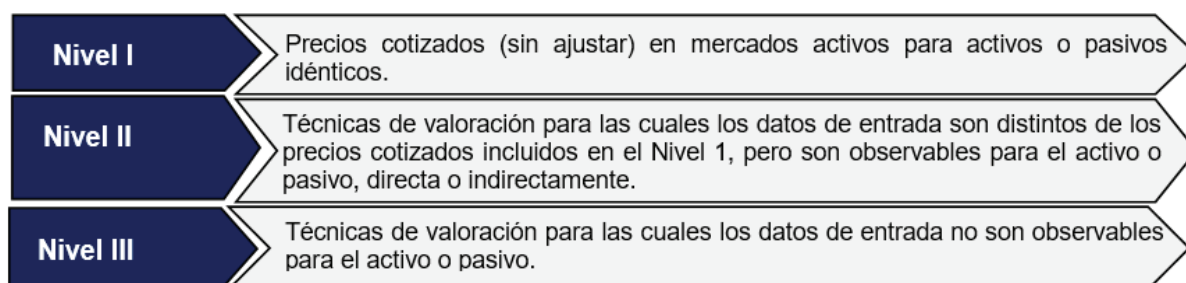 Nivel I
Precios cotizados (sin ajustar) en mercados activos para activos o pasivos
idénticos.
Nivel II
Técnicas de valoración para las cuales los datos de entrada son distintos de los
precios cotizados incluidos en el Nivel 1, pero son observables para el activo o
pasivo, directa o indirectamente.
Nivel III
Técnicas de valoración para las cuales los datos de entrada no son observables
para el activo o pasivo.